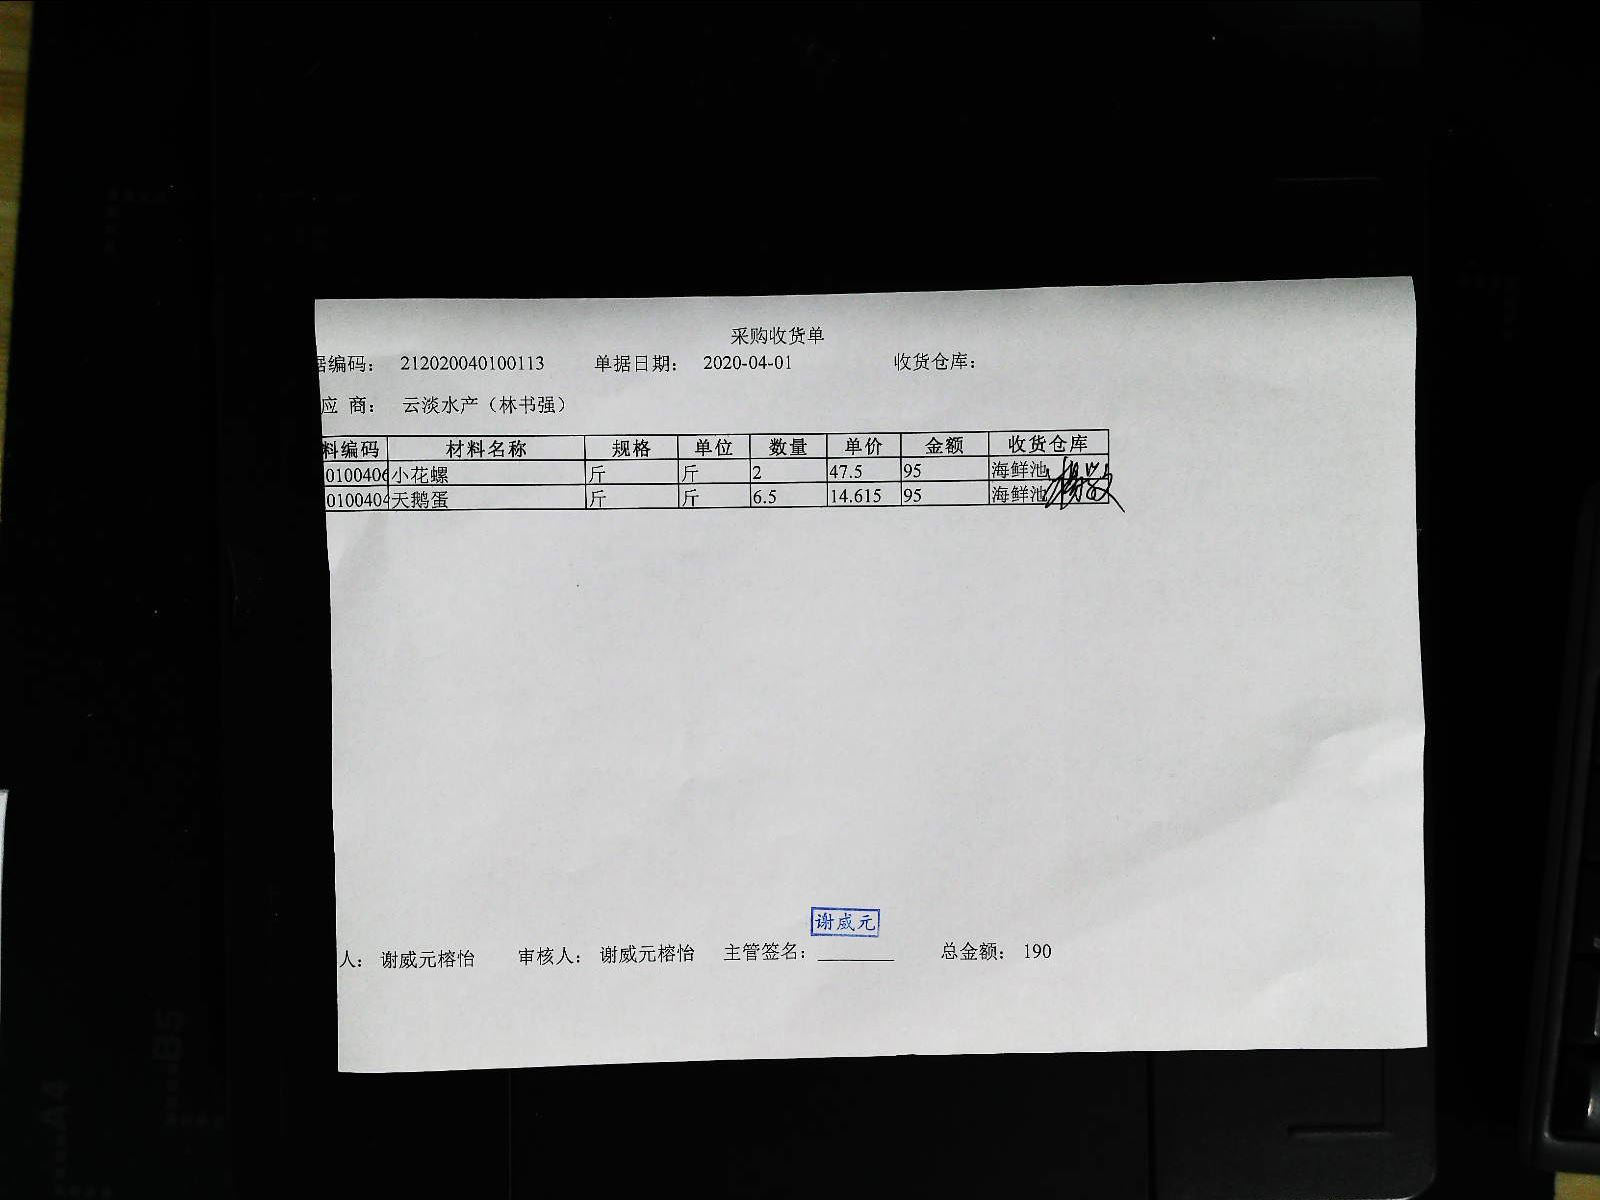 采购收货单
据编码： 212020040100113 单据日期： 2020-04-01 收货仓库：
应 商： 云淡水产（林书强）
料编码 材料名称 规格 单位 数量 单价 金额 收货仓库
0100406 小花螺 斤 斤 2 47.5 95 海鲜池
0100404 天鹅蛋 斤 斤 6.5 14.615 95 海鲜池
谢威元
人： 谢威元榕怡 审核人： 谢威元榕怡 主管签名： 总金额： 190
B5
A4